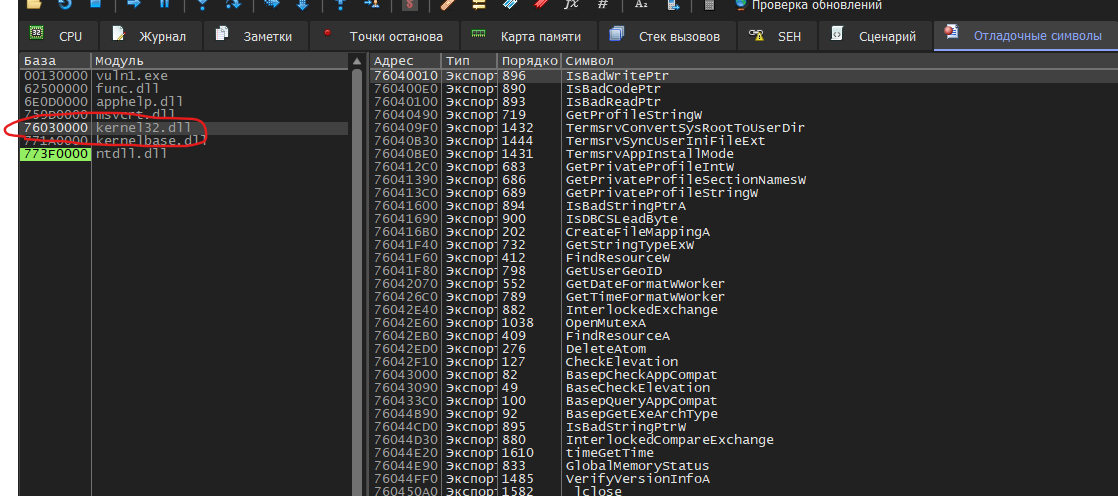 Проверка обновлений
CPU Журнал Заметки Точки останова Карта памяти Стек вызовов SEH Сценарий Отладочные символы
База Модуль
00130000 vuln1.exe
62500000 func.dll
6E0D0000 apphelp.dll
759D0000 msvcrt.dll
76030000 kernel32.dll
771A0000 kernelbase.dll
773F0000 ntdll.dll
Адрес Тип Порядко Символ
76040010 Экспорт 896 IsBadWritePtr
760400E0 Экспорт 890 IsBadCodePtr
76040100 Экспорт 893 IsBadReadPtr
76040490 Экспорт 719 GetProfileStringW
760409F0 Экспорт 1432 TermsrvConvertSysRootToUserDir
76040B30 Экспорт 1444 TermsrvSyncUserIniFileExt
76040BE0 Экспорт 1431 TermsrvAppInstallMode
760412C0 Экспорт 683 GetPrivateProfileIntW
76041390 Экспорт 686 GetPrivateProfileSectionNamesW
760413C0 Экспорт 689 GetPrivateProfileStringW
76041600 Экспорт 894 IsBadStringPtrA
76041690 Экспорт 900 IsDBCSLeadByte
760416B0 Экспорт 202 CreateFileMappingA
76041F40 Экспорт 732 GetStringTypeExW
76041F60 Экспорт 412 FindResourceW
76041F80 Экспорт 798 GetUserGeoID
76042070 Экспорт 552 GetDateFormatWWorker
760426C0 Экспорт 789 GetTimeFormatWWorker
76042E40 Экспорт 882 InterlockedExchange
76042E60 Экспорт 1038 OpenMutexA
76042EB0 Экспорт 409 FindResourceA
76042ED0 Экспорт 276 DeleteAtom
76042F10 Экспорт 127 CheckElevation
76043000 Экспорт 82 BasepCheckAppCompat
76043090 Экспорт 49 BaseCheckElevation
760433C0 Экспорт 100 BasepQueryAppCompat
76044B90 Экспорт 92 BasepGetExeArchType
76044CD0 Экспорт 895 IsBadStringPtrW
76044D30 Экспорт 880 InterlockedCompareExchange
76044E20 Экспорт 1610 timeGetTime
76044E90 Экспорт 833 GlobalMemoryStatus
76044FF0 Экспорт 1485 VerifyVersionInfoA
760450A0 Экспорт 1582 _lclose